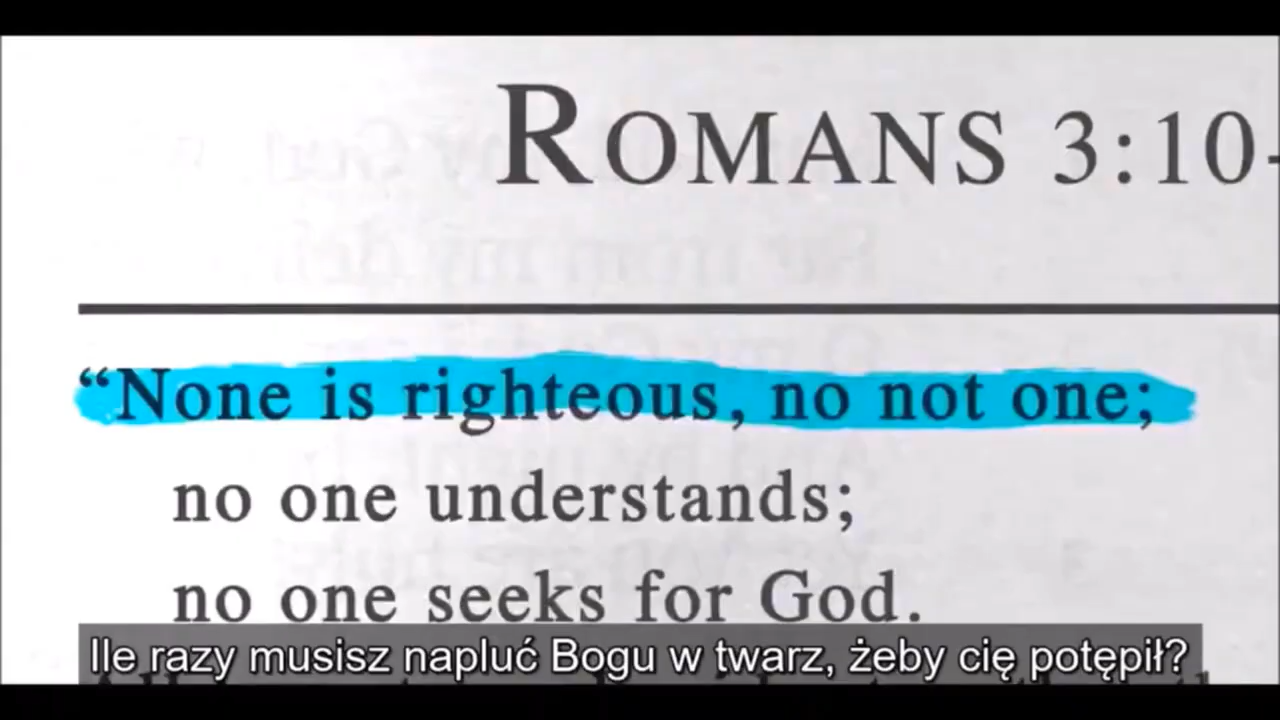 ROMANS 3:10-
“None is righteous, no not one;
no one understands;
no one seeks for God.
Ile razy musisz napluć Bogu w twarz, żeby cię potępił?